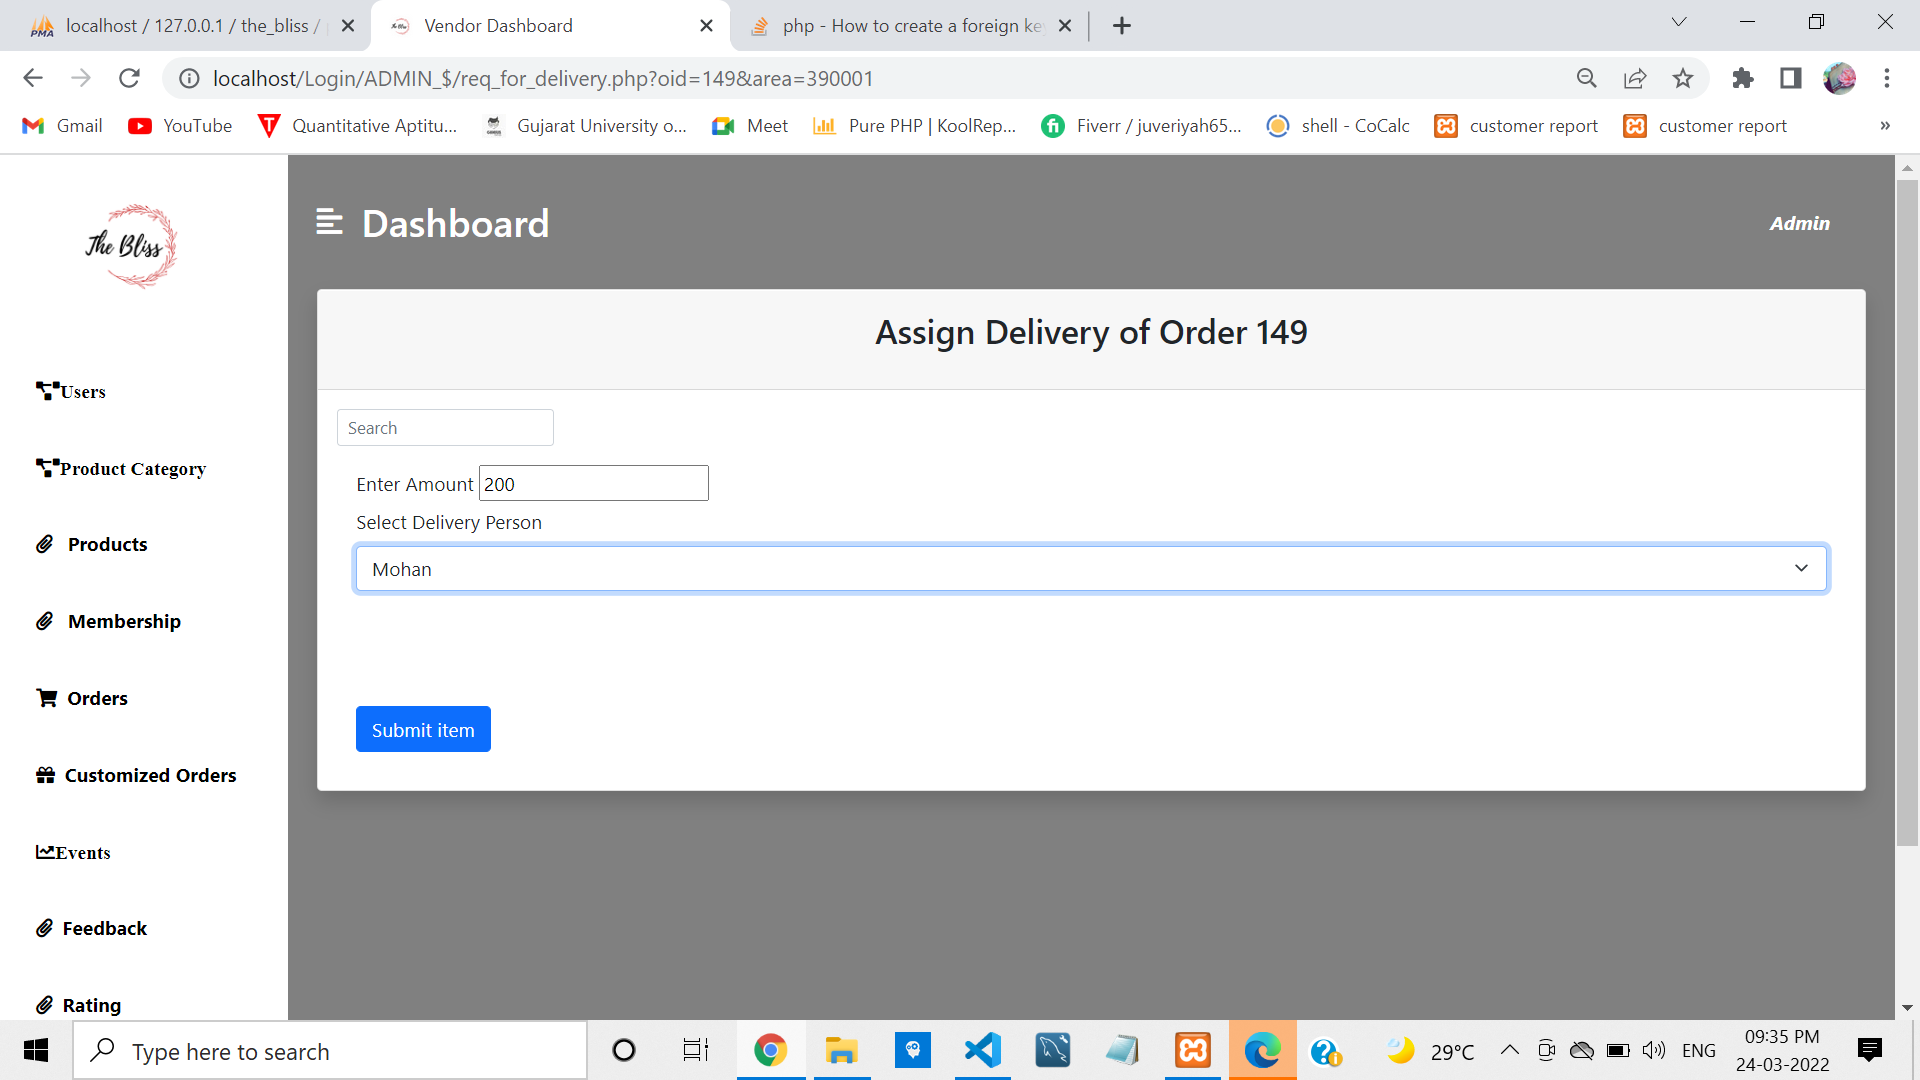 localhost / 127.0.0.1 / the_bliss /
Vendor Dashboard
php - How to create a foreign ke
localhost/Login/ADMIN_$/req_for_delivery.php?oid=149&area=390001
Gmail
YouTube
Quantitative Aptitu...
Gujarat University o...
Meet
Pure PHP | KoolRep...
Fiverr / juveriyah65...
shell - CoCalc
customer report
customer report
»
The Bliss
Dashboard
Admin
Assign Delivery of Order 149
Search
Enter Amount 200
Select Delivery Person
Mohan
Submit item
Users
Product Category
Products
Membership
Orders
Customized Orders
Events
Feedback
Rating
Type here to search
29°C
ENG
09:35 PM
24-03-2022